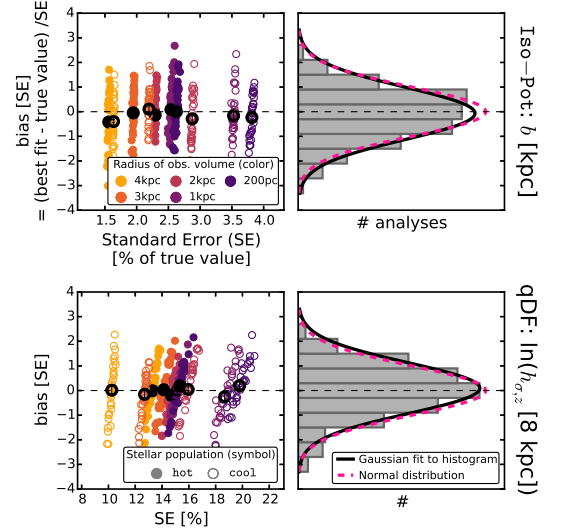 bias [SE]
= (best fit - true value) /SE
4
3
2
1
0
−1
−2
−3
−4
Radius of obs. volume (color)
4kpc 2kpc 200pc
3kpc 1kpc
1.5 2.0 2.5 3.0 3.5 4.0
Standard Error (SE)
[% of true value]
# analyses
Iso−Pot: h [kpc]
bias [SE]
4
3
2
1
0
−1
−2
−3
−4
Stellar population (symbol)
hot cool
8 10 12 14 16 18 20 22
SE [%]
Gaussian fit to histogram
Normal distribution
#
qDF: ln(h_{σ,z} [8 kpc])